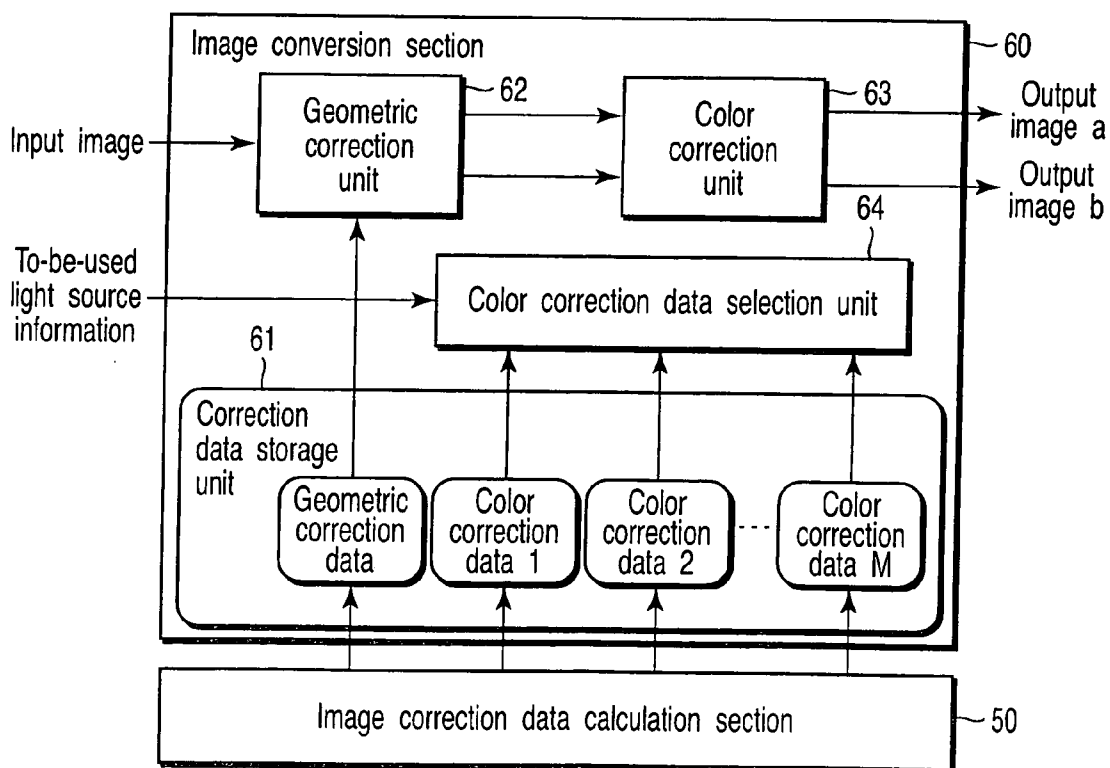 Image conversion section
60
62
63
Geometric
correction
unit
Color
correction
unit
Input image
Output
image a
Output
image b
64
To-be-used
light source
information
Color correction data selection unit
61
Correction
data storage
unit
Geometric
correction
data
Color
correction
data 1
Color
correction
data 2
Color
correction
data M
Image correction data calculation section
50